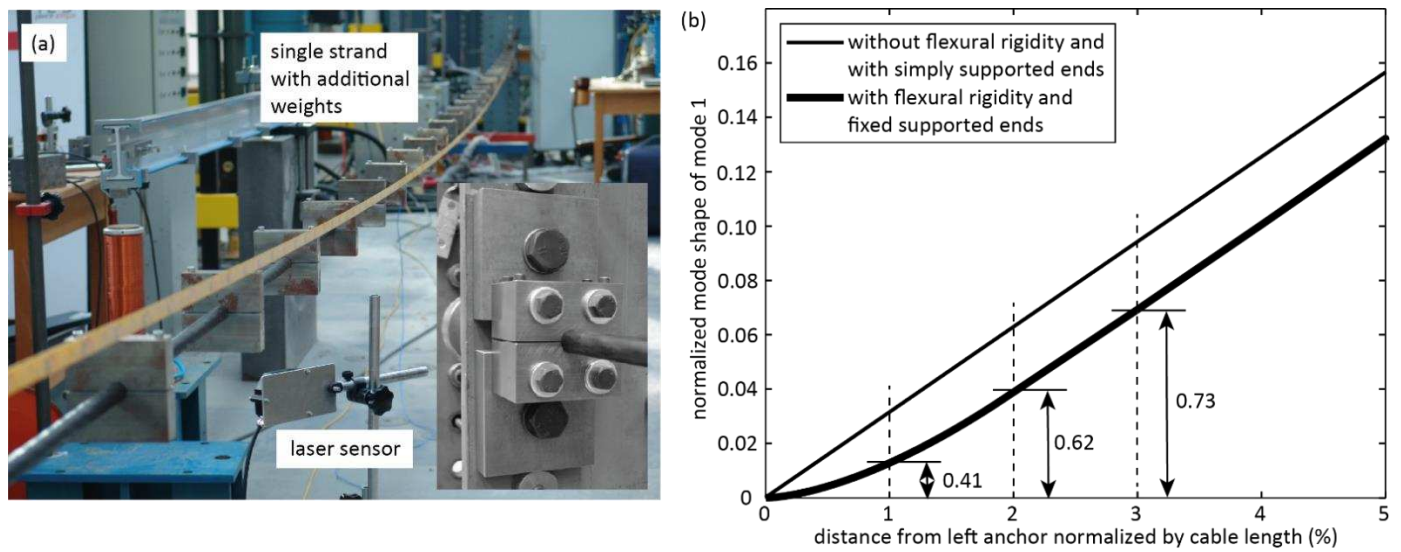 (a)
single strand
with additional
weights
laser sensor
(b)
without flexural rigidity and
with simply supported ends
with flexural rigidity and
fixed supported ends
normalized mode shape of mode 1
0.16
0.14
0.12
0.10
0.08
0.06
0.04
0.02
0
0.41
0.62
0.73
0
1
2
3
4
5
distance from left anchor normalized by cable length (%)